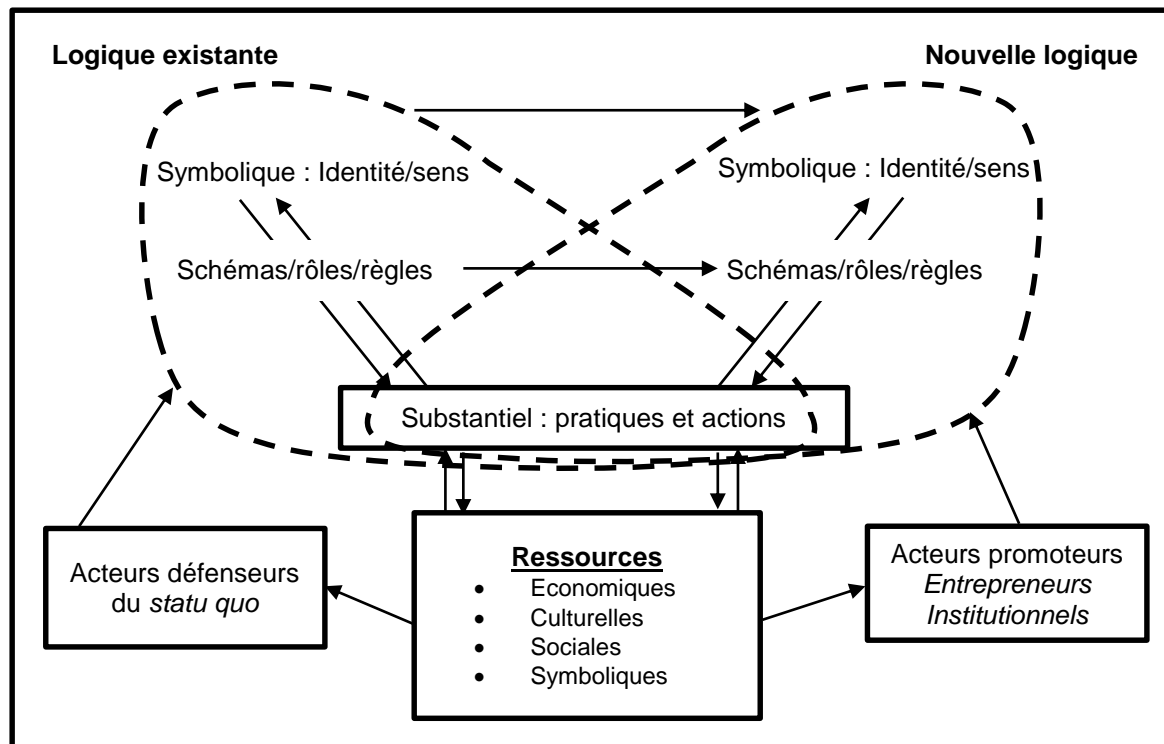 Logique existante
Nouvelle logique
Symbolique : Identité/sens
Symbolique : Identité/sens
Schémas/rôles/règles
Schémas/rôles/règles
Substantiel : pratiques et actions
Acteurs défenseurs
du statu quo
Ressources
• Economiques
• Culturelles
• Sociales
• Symboliques
Acteurs promoteurs
Entrepreneurs
Institutionnels